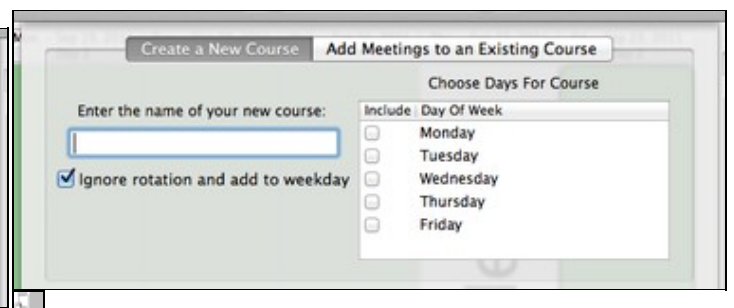 Create a New Course
Add Meetings to an Existing Course
Choose Days For Course
Enter the name of your new course:
Ignore rotation and add to weekday
Include
Day Of Week
Monday
Tuesday
Wednesday
Thursday
Friday